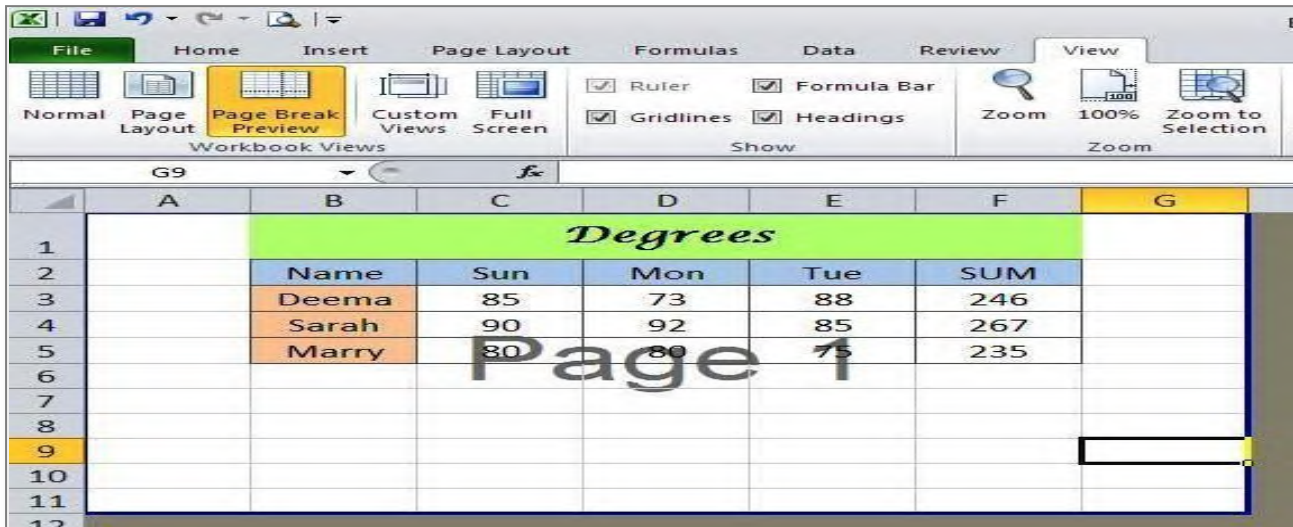 File Home Insert Page Layout Formulas Data Review View
Normal Page Layout Page Break Preview Custom Views Full Screen Ruler Formula Bar Zoom 100% Zoom to Selection
Gridlines Headings
Workbook Views Show Zoom
G9 fx
A B C D E F G
1 Degrees
2 Name Sun Mon Tue SUM
3 Deema 85 73 88 246
4 Sarah 90 92 85 267
5 Marry 80 80 75 235
Page 1
6
7
8
9
10
11
12